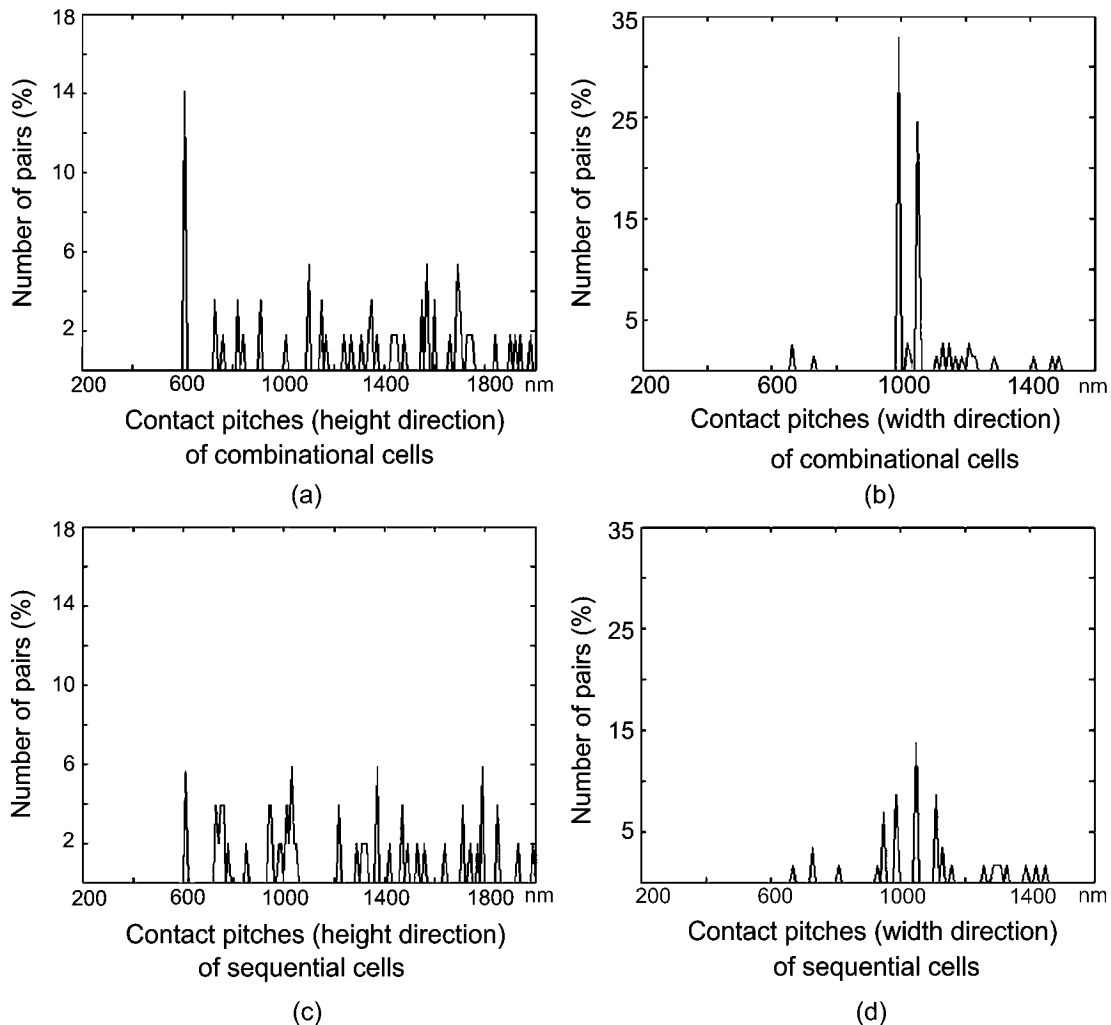 18
14
10
6
2
Number of pairs (%)
200 600 1000 1400 1800 nm
Contact pitches (height direction)
of combinational cells
(a)
35
25
15
5
Number of pairs (%)
200 600 1000 1400 nm
Contact pitches (width direction)
of combinational cells
(b)
18
14
10
6
2
Number of pairs (%)
200 600 1000 1400 1800 nm
Contact pitches (height direction)
of sequential cells
(c)
35
25
15
5
Number of pairs (%)
200 600 1000 1400 nm
Contact pitches (width direction)
of sequential cells
(d)